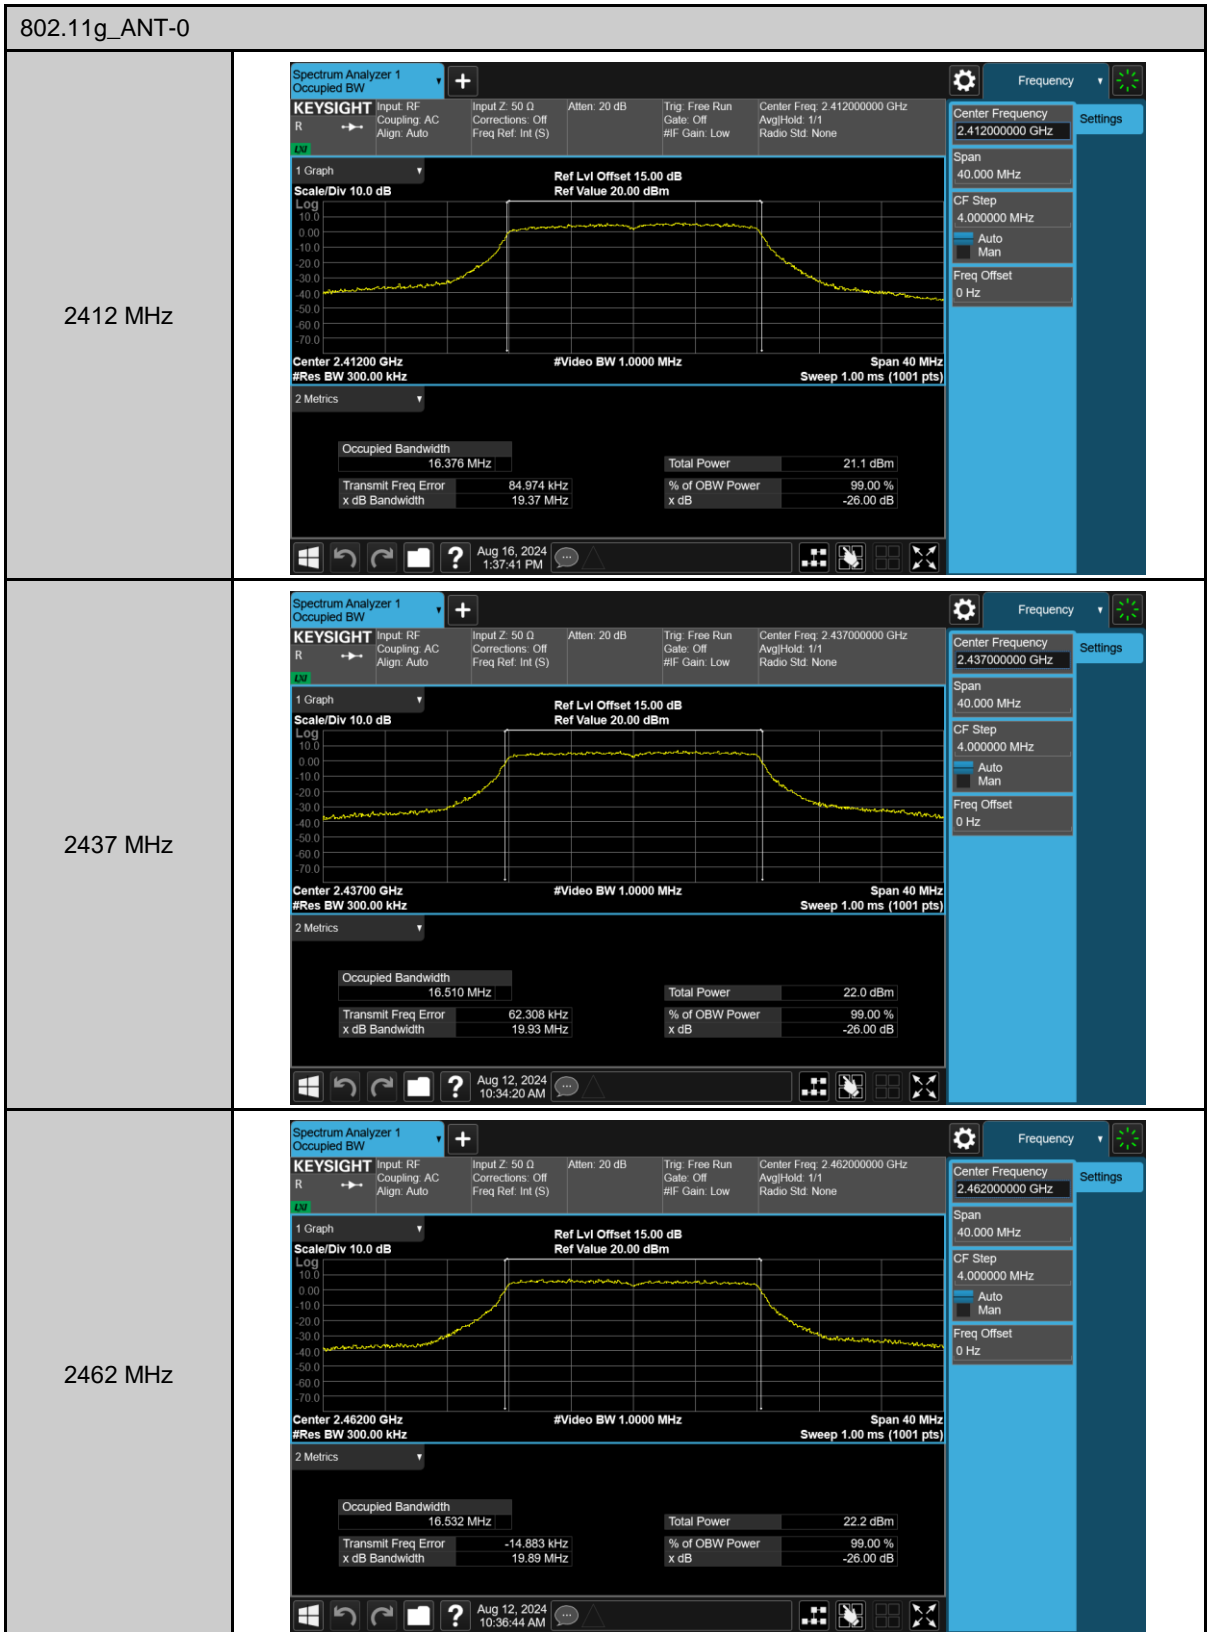 802.11g_ANT-0
2412 MHz
Spectrum Analyzer 1
Occupied BW
Frequency
KEYSIGHT
R
LXI
Input: RF
Coupling: AC
Align: Auto
Input Z: 50 Ω
Corrections: Off
Freq Ref: Int (S)
Atten: 20 dB
Trig: Free Run
Gate: Off
#IF Gain: Low
Center Freq: 2.412000000 GHz
Avg|Hold: 1/1
Radio Std: None
Center Frequency
2.412000000 GHz
Settings
Span
40.000 MHz
CF Step
4.000000 MHz
Auto
Man
Freq Offset
0 Hz
1 Graph
Scale/Div 10.0 dB
Ref Lvl Offset 15.00 dB
Ref Value 20.00 dBm
Log
10.0
0.00
-10.0
-20.0
-30.0
-40.0
-50.0
-60.0
-70.0
Center 2.41200 GHz
#Video BW 1.0000 MHz
Span 40 MHz
#Res BW 300.00 kHz
Sweep 1.00 ms (1001 pts)
2 Metrics
Occupied Bandwidth
16.376 MHz
Total Power 21.1 dBm
Transmit Freq Error 84.974 kHz
% of OBW Power 99.00 %
x dB Bandwidth 19.37 MHz
x dB -26.00 dB
Aug 16, 2024
1:37:41 PM
2437 MHz
Spectrum Analyzer 1
Occupied BW
Frequency
KEYSIGHT
R
LXI
Input: RF
Coupling: AC
Align: Auto
Input Z: 50 Ω
Corrections: Off
Freq Ref: Int (S)
Atten: 20 dB
Trig: Free Run
Gate: Off
#IF Gain: Low
Center Freq: 2.437000000 GHz
Avg|Hold: 1/1
Radio Std: None
Center Frequency
2.437000000 GHz
Settings
Span
40.000 MHz
CF Step
4.000000 MHz
Auto
Man
Freq Offset
0 Hz
1 Graph
Scale/Div 10.0 dB
Ref Lvl Offset 15.00 dB
Ref Value 20.00 dBm
Log
10.0
0.00
-10.0
-20.0
-30.0
-40.0
-50.0
-60.0
-70.0
Center 2.43700 GHz
#Video BW 1.0000 MHz
Span 40 MHz
#Res BW 300.00 kHz
Sweep 1.00 ms (1001 pts)
2 Metrics
Occupied Bandwidth
16.510 MHz
Total Power 22.0 dBm
Transmit Freq Error 62.308 kHz
% of OBW Power 99.00 %
x dB Bandwidth 19.93 MHz
x dB -26.00 dB
Aug 12, 2024
10:34:20 AM
2462 MHz
Spectrum Analyzer 1
Occupied BW
Frequency
KEYSIGHT
R
LXI
Input: RF
Coupling: AC
Align: Auto
Input Z: 50 Ω
Corrections: Off
Freq Ref: Int (S)
Atten: 20 dB
Trig: Free Run
Gate: Off
#IF Gain: Low
Center Freq: 2.462000000 GHz
Avg|Hold: 1/1
Radio Std: None
Center Frequency
2.462000000 GHz
Settings
Span
40.000 MHz
CF Step
4.000000 MHz
Auto
Man
Freq Offset
0 Hz
1 Graph
Scale/Div 10.0 dB
Ref Lvl Offset 15.00 dB
Ref Value 20.00 dBm
Log
10.0
0.00
-10.0
-20.0
-30.0
-40.0
-50.0
-60.0
-70.0
Center 2.46200 GHz
#Video BW 1.0000 MHz
Span 40 MHz
#Res BW 300.00 kHz
Sweep 1.00 ms (1001 pts)
2 Metrics
Occupied Bandwidth
16.532 MHz
Total Power 22.2 dBm
Transmit Freq Error -14.883 kHz
% of OBW Power 99.00 %
x dB Bandwidth 19.89 MHz
x dB -26.00 dB
Aug 12, 2024
10:36:44 AM